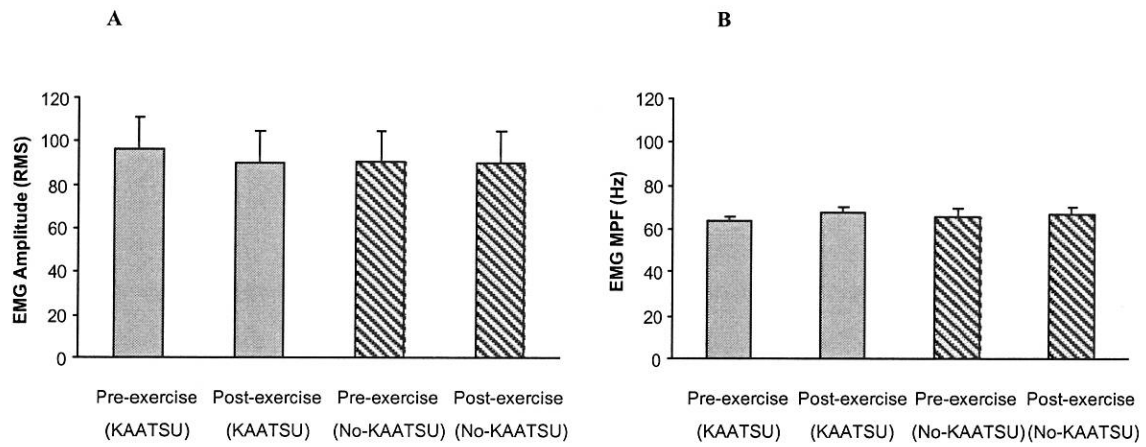 A
120
100
80
60
40
20
0
EMG Amplitude (RMS)
Pre-exercise Post-exercise Pre-exercise Post-exercise
(KAATSU) (KAATSU) (No-KAATSU) (No-KAATSU)
B
120
100
80
60
40
20
0
EMG MPF (Hz)
Pre-exercise Post-exercise Pre-exercise Post-exercise
(KAATSU) (KAATSU) (No-KAATSU) (No-KAATSU)